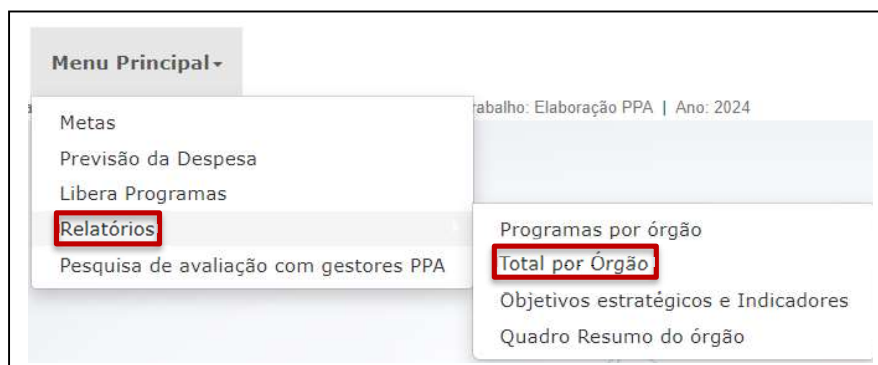 Menu Principal
rabalho: Elaboração PPA | Ano: 2024
Metas
Previsão da Despesa
Libera Programas
Relatórios
Pesquisa de avaliação com gestores PPA
Programas por órgão
Total por Órgão
Objetivos estratégicos e Indicadores
Quadro Resumo do órgão